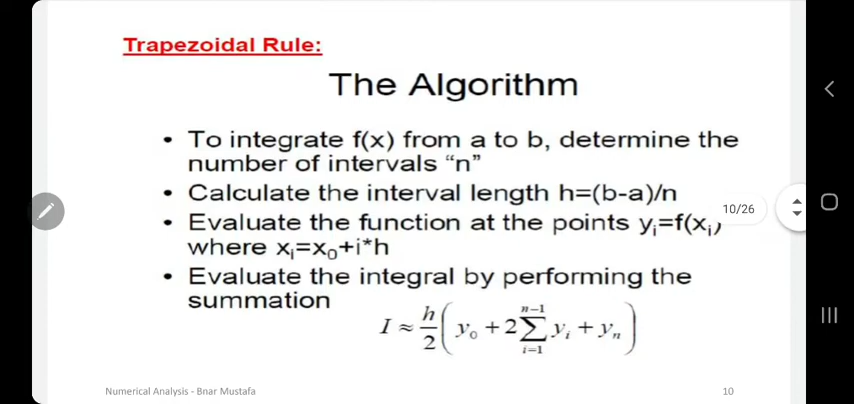 Trapezoidal Rule:
The Algorithm
• To integrate f(x) from a to b, determine the
number of intervals “n”
• Calculate the interval length h=(b-a)/n
10/26
• Evaluate the function at the points yᵢ=f(xᵢ)
where xᵢ=x₀+i*h
• Evaluate the integral by performing the
summation
I ≈ h/2 ( y₀ + 2 ∑_{i=1}^{n−1} yᵢ + yₙ )
Numerical Analysis - Bnar Mustafa
10